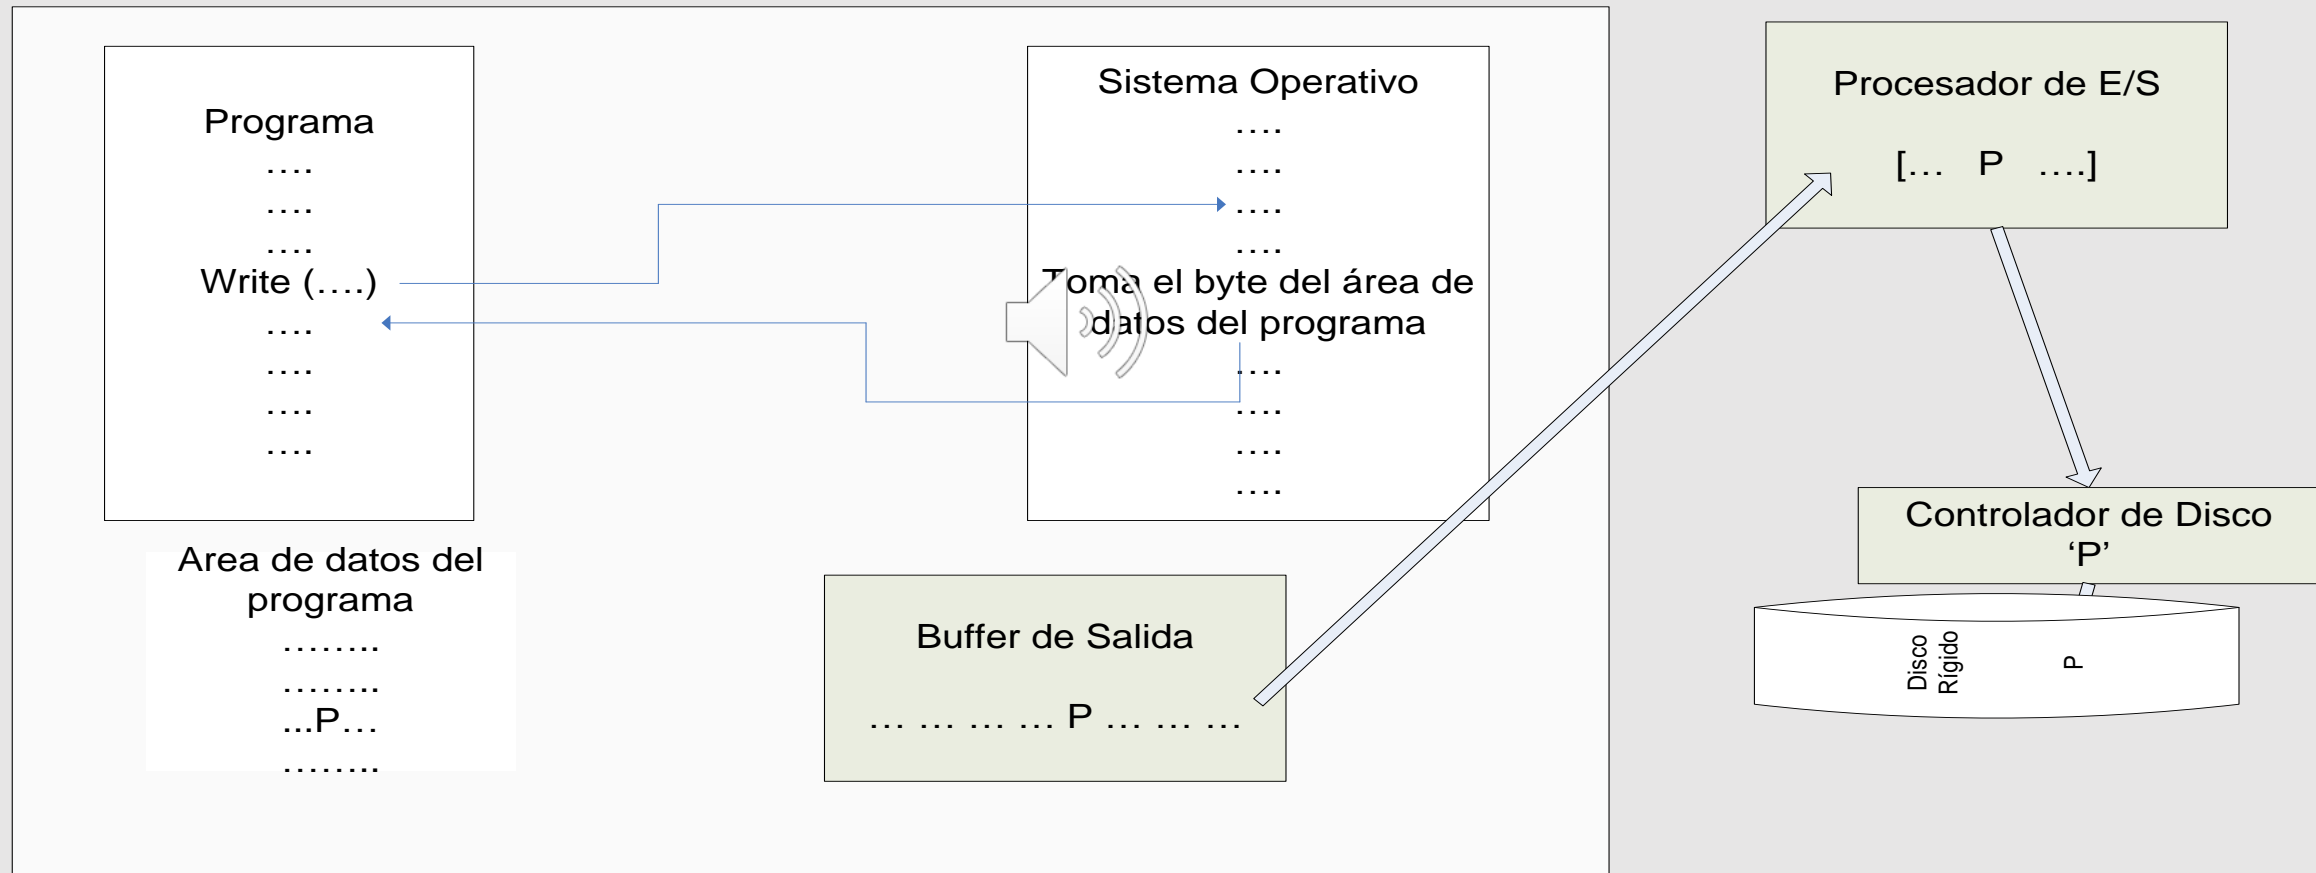 Programa
....
....
....
Write (....)
....
....
....
....
Area de datos del
programa
........
........
...P...
........
Sistema Operativo
....
....
....
....
Toma el byte del área de
datos del programa
....
....
....
....
Buffer de Salida
... ... ... ... P ... ... ...
Procesador de E/S
[... P ....]
Controlador de Disco
‘P’
Disco
Rígido
P